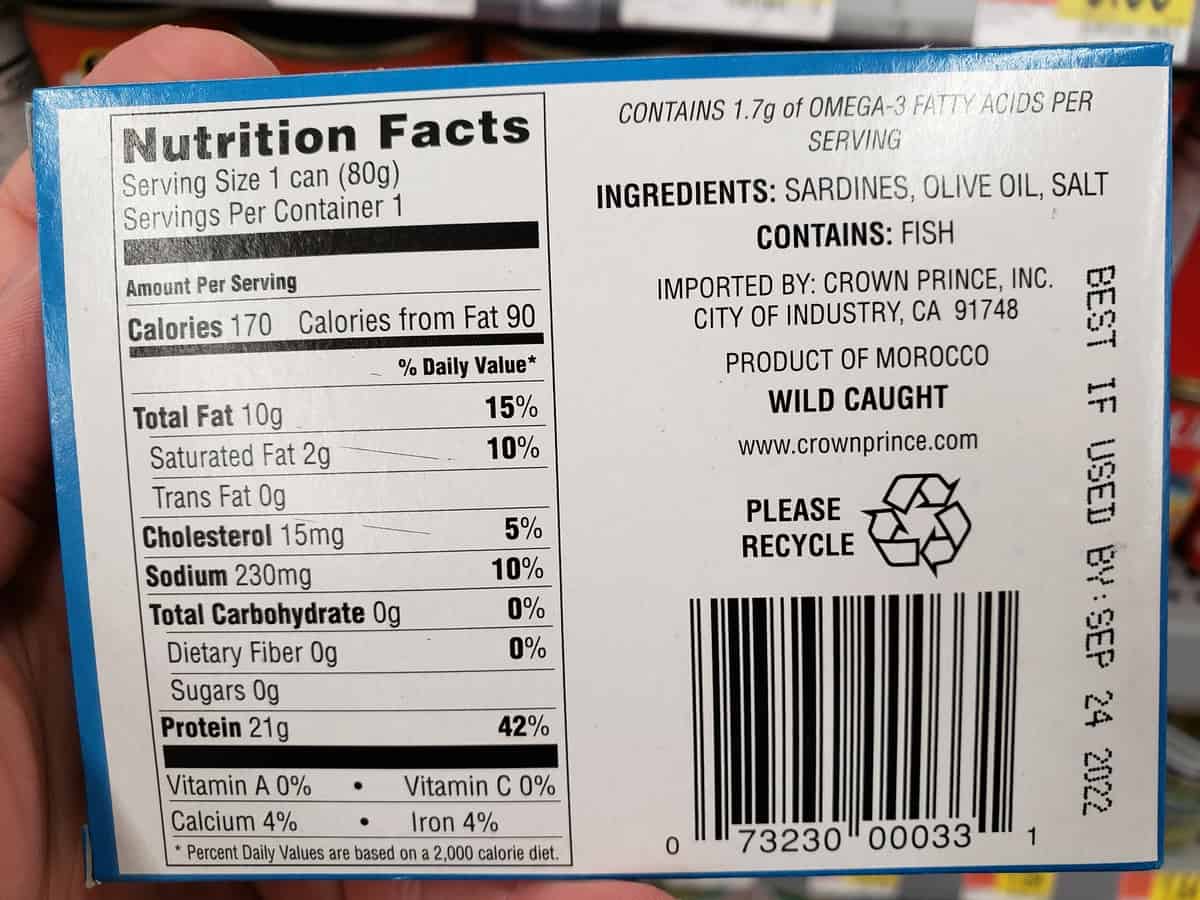 Nutrition Facts
Serving Size 1 can (80g)
Servings Per Container 1
Amount Per Serving
Calories 170 Calories from Fat 90
% Daily Value*
Total Fat 10g 15%
Saturated Fat 2g 10%
Trans Fat 0g
Cholesterol 15mg 5%
Sodium 230mg 10%
Total Carbohydrate 0g 0%
Dietary Fiber 0g 0%
Sugars 0g
Protein 21g 42%
Vitamin A 0% • Vitamin C 0%
Calcium 4% • Iron 4%
* Percent Daily Values are based on a 2,000 calorie diet.
CONTAINS 1.7g of OMEGA-3 FATTY ACIDS PER
SERVING
INGREDIENTS: SARDINES, OLIVE OIL, SALT
CONTAINS: FISH
IMPORTED BY: CROWN PRINCE, INC.
CITY OF INDUSTRY, CA 91748
PRODUCT OF MOROCCO
WILD CAUGHT
www.crownprince.com
PLEASE
RECYCLE
0 73230 00033 1
BEST IF USED BY:SEP 24 2022